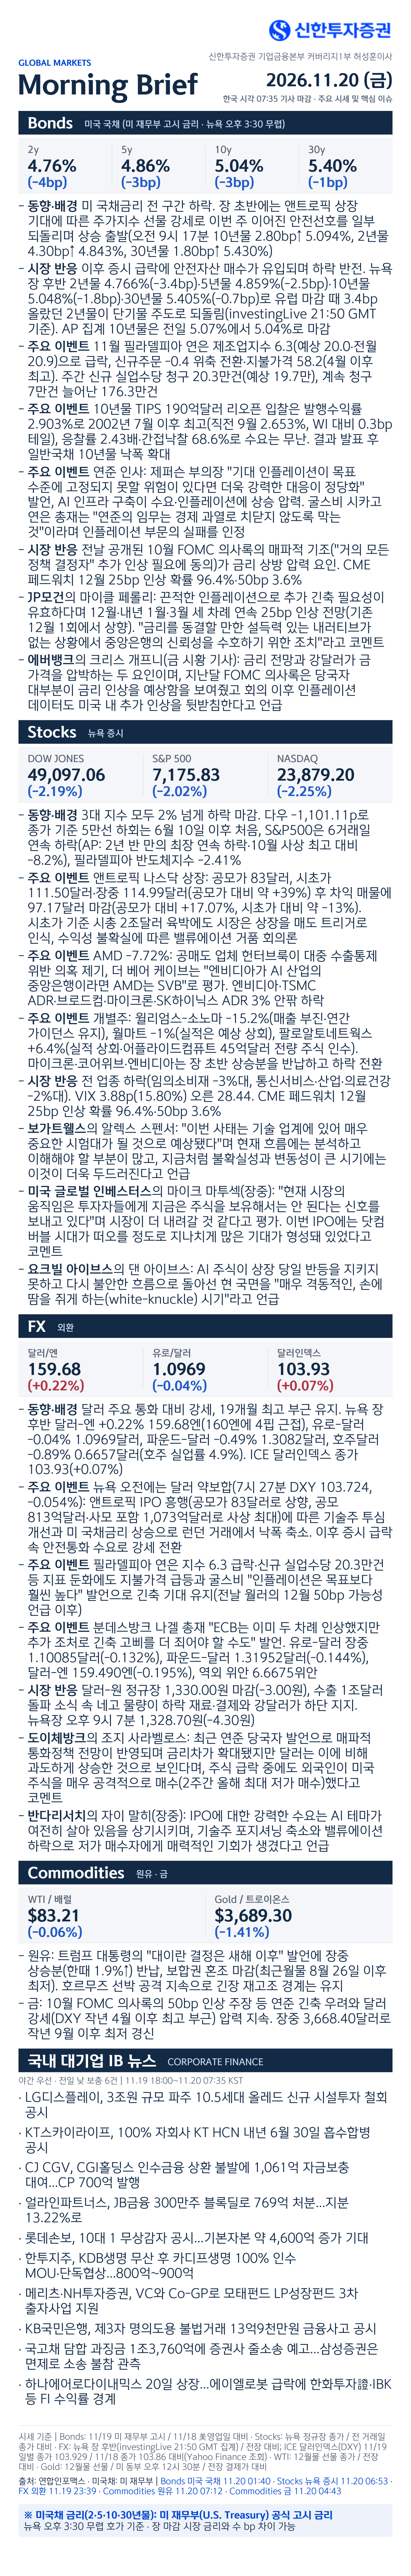 신한투자증권
신한투자증권 기업금융본부 커버리지1부 허성훈이사
GLOBAL MARKETS
Morning Brief
2026.11.20 (금)
한국 시각 07:35 기사 마감 · 주요 시세 및 핵심 이슈
Bonds 미국 국채 (미 재무부 고시 금리 · 뉴욕 오후 3:30 무렵)
2y 5y 10y 30y
4.76% 4.86% 5.04% 5.40%
(-4bp) (-3bp) (-3bp) (-1bp)
- 동향·배경 미 국채금리 전 구간 하락. 장 초반에는 앤트로픽 상장
기대에 따른 주가지수 선물 강세로 이번 주 이어진 안전선호를 일부
되돌리며 상승 출발(오전 9시 17분 10년물 2.80bp↑ 5.094%, 2년물
4.30bp↑ 4.843%, 30년물 1.80bp↑ 5.430%)
- 시장 반응 이후 증시 급락에 안전자산 매수가 유입되며 하락 반전. 뉴욕
장 후반 2년물 4.766%(-3.4bp)·5년물 4.859%(-2.5bp)·10년물
5.048%(-1.8bp)·30년물 5.405%(-0.7bp)로 유럽 마감 때 3.4bp
올랐던 2년물이 단기물 주도로 되돌림(investingLive 21:50 GMT
기준). AP 집계 10년물은 전일 5.07%에서 5.04%로 마감
- 주요 이벤트 11월 필라델피아 연은 제조업지수 6.3(예상 20.0·전월
20.9)으로 급락, 신규주문 -0.4 위축 전환·지불가격 58.2(4월 이후
최고). 주간 신규 실업수당 청구 20.3만건(예상 19.7만), 계속 청구
7만건 늘어난 176.3만건
- 주요 이벤트 10년물 TIPS 190억달러 리오픈 입찰은 발행수익률
2.903%로 2002년 7월 이후 최고(직전 9월 2.653%, WI 대비 0.3bp
테일), 응찰률 2.43배·간접낙찰 68.6%로 수요는 무난. 결과 발표 후
일반국채 10년물 낙폭 확대
- 주요 이벤트 연준 인사: 제퍼슨 부의장 "기대 인플레이션이 목표
수준에 고정되지 못할 위험이 있다면 더욱 강력한 대응이 정당화"
발언, AI 인프라 구축이 수요·인플레이션에 상승 압력. 굴스비 시카고
연은 총재는 "연준의 임무는 경제 과열로 치닫지 않도록 막는
것"이라며 인플레이션 부문의 실패를 인정
- 시장 반응 전날 공개된 10월 FOMC 의사록의 매파적 기조("거의 모든
정책 결정자" 추가 인상 필요에 동의)가 금리 상방 압력 요인. CME
페드워치 12월 25bp 인상 확률 96.4%·50bp 3.6%
- JP모건의 마이클 페롤리: 끈적한 인플레이션으로 추가 긴축 필요성이
유효하다며 12월·내년 1월·3월 세 차례 연속 25bp 인상 전망(기존
12월 1회에서 상향). "금리를 동결할 만한 설득력 있는 내러티브가
없는 상황에서 중앙은행의 신뢰성을 수호하기 위한 조치"라고 코멘트
- 에버뱅크의 크리스 개프니(금 시황 기사): 금리 전망과 강달러가 금
가격을 압박하는 두 요인이며, 지난달 FOMC 의사록은 당국자
대부분이 금리 인상을 예상함을 보여줬고 회의 이후 인플레이션
데이터도 미국 내 추가 인상을 뒷받침한다고 언급
Stocks 뉴욕 증시
DOW JONES S&P 500 NASDAQ
49,097.06 7,175.83 23,879.20
(-2.19%) (-2.02%) (-2.25%)
- 동향·배경 3대 지수 모두 2% 넘게 하락 마감. 다우 -1,101.11p로
종가 기준 5만선 하회는 6월 10일 이후 처음, S&P500은 6거래일
연속 하락(AP: 2년 반 만의 최장 연속 하락·10월 사상 최고 대비
-8.2%), 필라델피아 반도체지수 -2.41%
- 주요 이벤트 앤트로픽 나스닥 상장: 공모가 83달러, 시초가
111.50달러·장중 114.99달러(공모가 대비 약 +39%) 후 차익 매물에
97.17달러 마감(공모가 대비 +17.07%, 시초가 대비 약 -13%).
시초가 기준 시총 2조달러 육박에도 시장은 상장을 매도 트리거로
인식, 수익성 불확실에 따른 밸류에이션 거품 회의론
- 주요 이벤트 AMD -7.72%: 공매도 업체 헌터브룩이 대중 수출통제
위반 의혹 제기, 더 베어 케이브는 "엔비디아가 AI 산업의
중앙은행이라면 AMD는 SVB"로 평가. 엔비디아·TSMC
ADR·브로드컴·마이크론·SK하이닉스 ADR 3% 안팎 하락
- 주요 이벤트 개별주: 윌리엄스-소노마 -15.2%(매출 부진·연간
가이던스 유지), 월마트 -1%(실적은 예상 상회), 팔로알토네트웍스
+6.4%(실적 상회·어플라이드컴퓨트 45억달러 전량 주식 인수).
마이크론·코어위브·엔비디아는 장 초반 상승분을 반납하고 하락 전환
- 시장 반응 전 업종 하락(임의소비재 -3%대, 통신서비스·산업·의료건강
-2%대). VIX 3.88p(15.80%) 오른 28.44. CME 페드워치 12월
25bp 인상 확률 96.4%·50bp 3.6%
- 보가트웰스의 알렉스 스펜서: "이번 사태는 기술 업계에 있어 매우
중요한 시험대가 될 것으로 예상됐다"며 현재 흐름에는 분석하고
이해해야 할 부분이 많고, 지금처럼 불확실성과 변동성이 큰 시기에는
이것이 더욱 두드러진다고 언급
- 미국 글로벌 인베스터스의 마이크 마투섹(장중): "현재 시장의
움직임은 투자자들에게 지금은 주식을 보유해서는 안 된다는 신호를
보내고 있다"며 시장이 더 내려갈 것 같다고 평가. 이번 IPO에는 닷컴
버블 시대가 떠오를 정도로 지나치게 많은 기대가 형성돼 있었다고
코멘트
- 요크빌 아이브스의 댄 아이브스: AI 주식이 상장 당일 반등을 지키지
못하고 다시 불안한 흐름으로 돌아선 현 국면을 "매우 격동적인, 손에
땀을 쥐게 하는(white-knuckle) 시기"라고 언급
FX 외환
달러/엔 유로/달러 달러인덱스
159.68 1.0969 103.93
(+0.22%) (-0.04%) (+0.07%)
- 동향·배경 달러 주요 통화 대비 강세, 19개월 최고 부근 유지. 뉴욕 장
후반 달러-엔 +0.22% 159.68엔(160엔에 4핍 근접), 유로-달러
-0.04% 1.0969달러, 파운드-달러 -0.49% 1.3082달러, 호주달러
-0.89% 0.6657달러(호주 실업률 4.9%). ICE 달러인덱스 종가
103.93(+0.07%)
- 주요 이벤트 뉴욕 오전에는 달러 약보합(7시 27분 DXY 103.724,
-0.054%): 앤트로픽 IPO 흥행(공모가 83달러로 상향, 공모
813억달러·사모 포함 1,073억달러로 사상 최대)에 따른 기술주 투심
개선과 미 국채금리 상승으로 런던 거래에서 낙폭 축소. 이후 증시 급락
속 안전통화 수요로 강세 전환
- 주요 이벤트 필라델피아 연은 지수 6.3 급락·신규 실업수당 20.3만건
등 지표 둔화에도 지불가격 급등과 굴스비 "인플레이션은 목표보다
훨씬 높다" 발언으로 긴축 기대 유지(전날 월러의 12월 50bp 가능성
언급 이후)
- 주요 이벤트 분데스방크 나겔 총재 "ECB는 이미 두 차례 인상했지만
추가 조처로 긴축 고삐를 더 죄어야 할 수도" 발언. 유로-달러 장중
1.10085달러(-0.132%), 파운드-달러 1.31952달러(-0.144%),
달러-엔 159.490엔(-0.195%), 역외 위안 6.6675위안
- 시장 반응 달러-원 정규장 1,330.00원 마감(-3.00원), 수출 1조달러
돌파 소식 속 네고 물량이 하락 재료·결제와 강달러가 하단 지지.
뉴욕장 오후 9시 7분 1,328.70원(-4.30원)
- 도이체방크의 조지 사라벨로스: 최근 연준 당국자 발언으로 매파적
통화정책 전망이 반영되며 금리차가 확대됐지만 달러는 이에 비해
과도하게 상승한 것으로 보인다며, 주식 급락 중에도 외국인이 미국
주식을 매우 공격적으로 매수(2주간 올해 최대 저가 매수)했다고
코멘트
- 반다리서치의 자이 말히(장중): IPO에 대한 강력한 수요는 AI 테마가
여전히 살아 있음을 상기시키며, 기술주 포지셔닝 축소와 밸류에이션
하락으로 저가 매수자에게 매력적인 기회가 생겼다고 언급
Commodities 원유 · 금
WTI / 배럴 Gold / 트로이온스
$83.21 $3,689.30
(-0.06%) (-1.41%)
- 원유: 트럼프 대통령의 "대이란 결정은 새해 이후" 발언에 장중
상승분(한때 1.9%↑) 반납, 보합권 혼조 마감(최근월물 8월 26일 이후
최저). 호르무즈 선박 공격 지속으로 긴장 재고조 경계는 유지
- 금: 10월 FOMC 의사록의 50bp 인상 주장 등 연준 긴축 우려와 달러
강세(DXY 작년 4월 이후 최고 부근) 압력 지속. 장중 3,668.40달러로
작년 9월 이후 최저 경신
국내 대기업 IB 뉴스 CORPORATE FINANCE
야간 우선 · 전일 낮 보충 6건 | 11.19 18:00~11.20 07:35 KST
· LG디스플레이, 3조원 규모 파주 10.5세대 올레드 신규 시설투자 철회
공시
· KT스카이라이프, 100% 자회사 KT HCN 내년 6월 30일 흡수합병
공시
· CJ CGV, CGI홀딩스 인수금융 상환 불발에 1,061억 자금보충
대여…CP 700억 발행
· 얼라인파트너스, JB금융 300만주 블록딜로 769억 처분…지분
13.22%로
· 롯데손보, 10대 1 무상감자 공시…기본자본 약 4,600억 증가 기대
· 한투지주, KDB생명 무산 후 카디프생명 100% 인수
MOU·단독협상…800억~900억
· 메리츠·NH투자증권, VC와 Co-GP로 모태펀드 LP성장펀드 3차
출자사업 지원
· KB국민은행, 제3자 명의도용 불법거래 13억9천만원 금융사고 공시
· 국고채 담합 과징금 1조3,760억에 증권사 줄소송 예고…삼성증권은
면제로 소송 불참 관측
· 하나에어로다이내믹스 20일 상장…에이엘로봇 급락에 한화투자證·IBK
등 FI 수익률 경계
시세 기준 | Bonds: 11/19 미 재무부 고시 / 11/18 美영업일 대비 · Stocks: 뉴욕 정규장 종가 / 전 거래일
종가 대비 · FX: 뉴욕 장 후반(investingLive 21:50 GMT 집계) / 전장 대비; ICE 달러인덱스(DXY) 11/19
일별 종가 103.929 / 11/18 종가 103.86 대비(Yahoo Finance 조회) · WTI: 12월물 선물 종가 / 전장
대비 · Gold: 12월물 선물 / 미 동부 오후 12시 30분 / 전장 결제가 대비
출처: 연합인포맥스 · 미국채: 미 재무부 | Bonds 미국 국채 11.20 01:40 · Stocks 뉴욕 증시 11.20 06:53 ·
FX 외환 11.19 23:39 · Commodities 원유 11.20 07:12 · Commodities 금 11.20 04:43
※ 미국채 금리(2·5·10·30년물): 미 재무부(U.S. Treasury) 공식 고시 금리
뉴욕 오후 3:30 무렵 호가 기준 · 장 마감 시장 금리와 수 bp 차이 가능